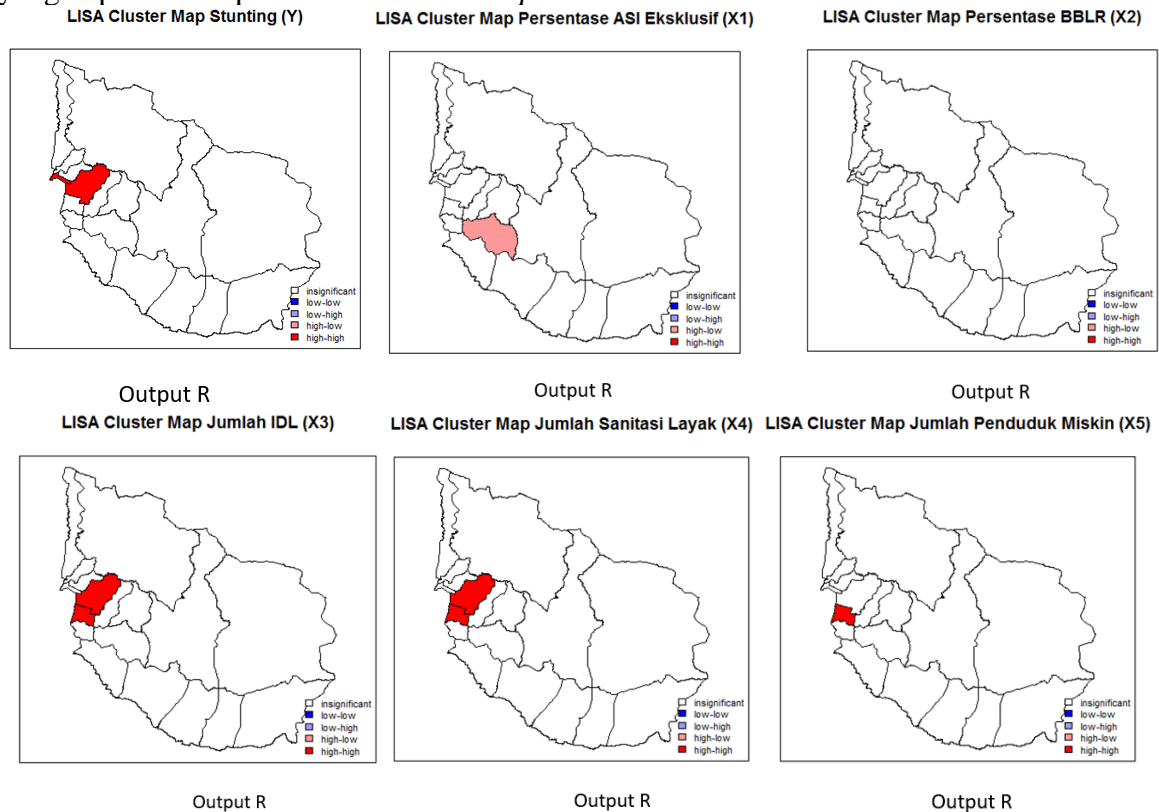 LISA Cluster Map Stunting (Y)
LISA Cluster Map Persentase ASI Eksklusif (X1)
LISA Cluster Map Persentase BBLR (X2)
insignificant
low-low
low-high
high-low
high-high
insignificant
low-low
low-high
high-low
high-high
insignificant
low-low
low-high
high-low
high-high
Output R
Output R
Output R
LISA Cluster Map Jumlah IDL (X3)
LISA Cluster Map Jumlah Sanitasi Layak (X4)
LISA Cluster Map Jumlah Penduduk Miskin (X5)
insignificant
low-low
low-high
high-low
high-high
insignificant
low-low
low-high
high-low
high-high
insignificant
low-low
low-high
high-low
high-high
Output R
Output R
Output R